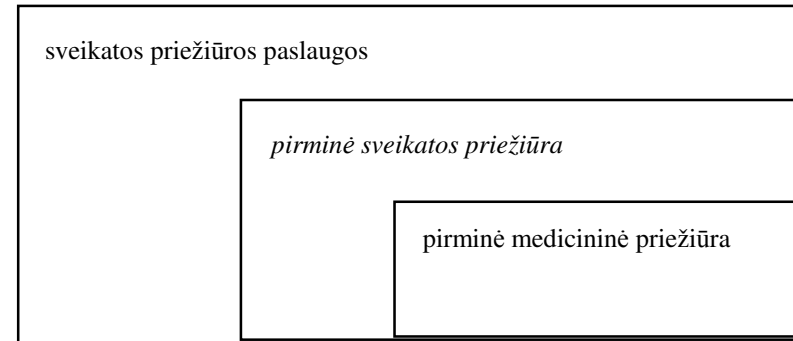 sveikatos priežiūros paslaugos
pirminė sveikatos priežiūra
pirminė medicininė priežiūra